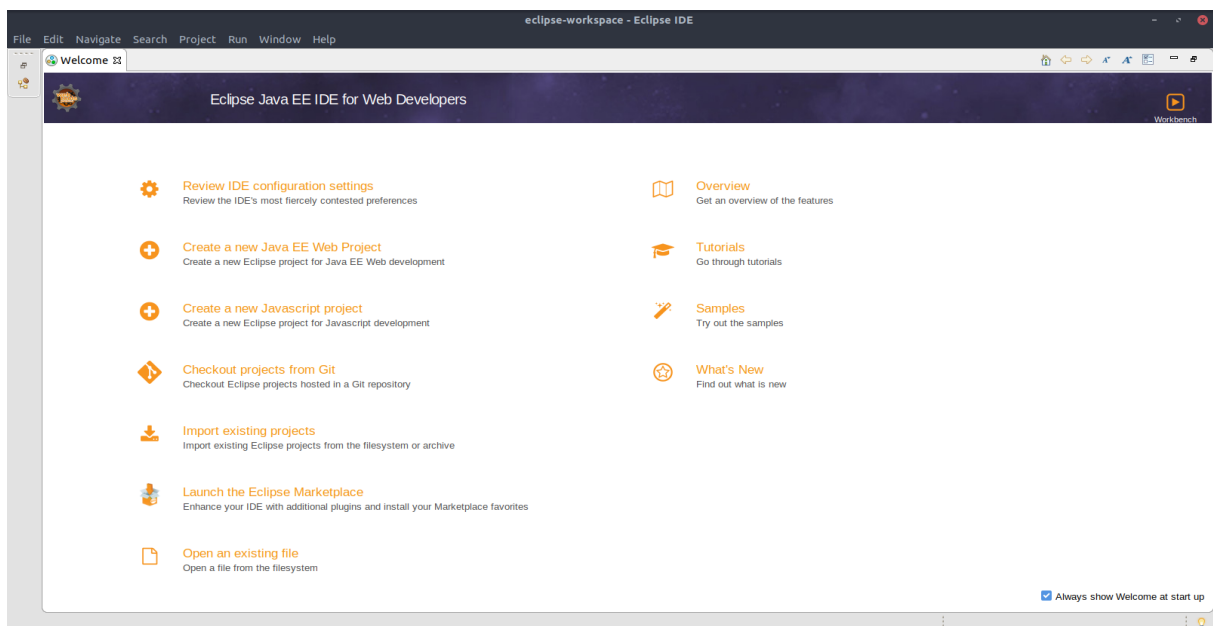 eclipse-workspace - Eclipse IDE
File Edit Navigate Search Project Run Window Help
Welcome
Eclipse Java EE IDE for Web Developers
Workbench
Review IDE configuration settings
Review the IDE's most fiercely contested preferences
Overview
Get an overview of the features
Create a new Java EE Web Project
Create a new Eclipse project for Java EE Web development
Tutorials
Go through tutorials
Create a new Javascript project
Create a new Eclipse project for Javascript development
Samples
Try out the samples
Checkout projects from Git
Checkout Eclipse projects hosted in a Git repository
What's New
Find out what is new
Import existing projects
Import existing Eclipse projects from the filesystem or archive
Launch the Eclipse Marketplace
Enhance your IDE with additional plugins and install your Marketplace favorites
Open an existing file
Open a file from the filesystem
Always show Welcome at start up